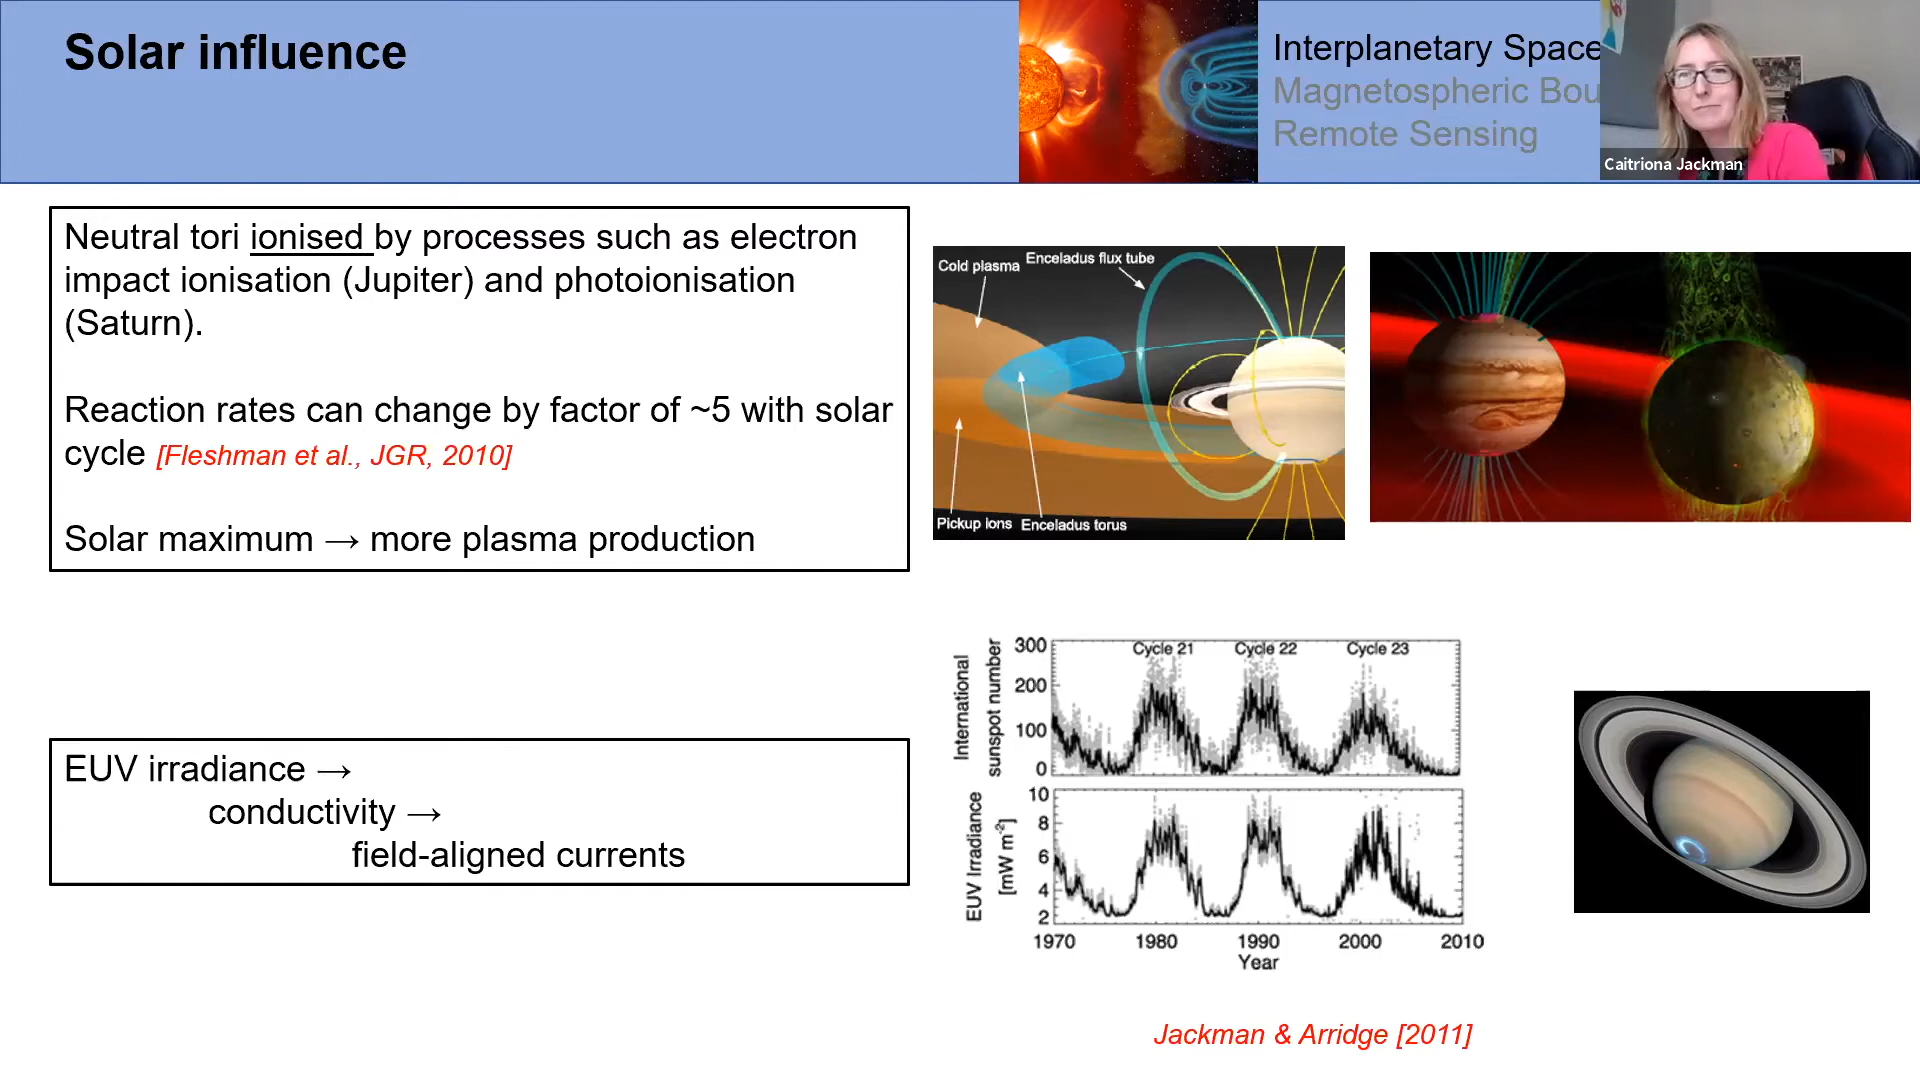 Solar influence
Interplanetary Space
Magnetospheric Bou
Remote Sensing
Caitriona Jackman
Neutral tori ionised by processes such as electron
impact ionisation (Jupiter) and photoionisation
(Saturn).
Reaction rates can change by factor of ~5 with solar
cycle [Fleshman et al., JGR, 2010]
Solar maximum → more plasma production
Cold plasma
Enceladus flux tube
Pickup ions
Enceladus torus
EUV irradiance →
conductivity →
field-aligned currents
International
sunspot number
300
200
100
0
Cycle 21
Cycle 22
Cycle 23
EUV Irradiance
[mW m-2]
10
8
6
4
2
1970
1980
1990
2000
2010
Year
Jackman & Arridge [2011]